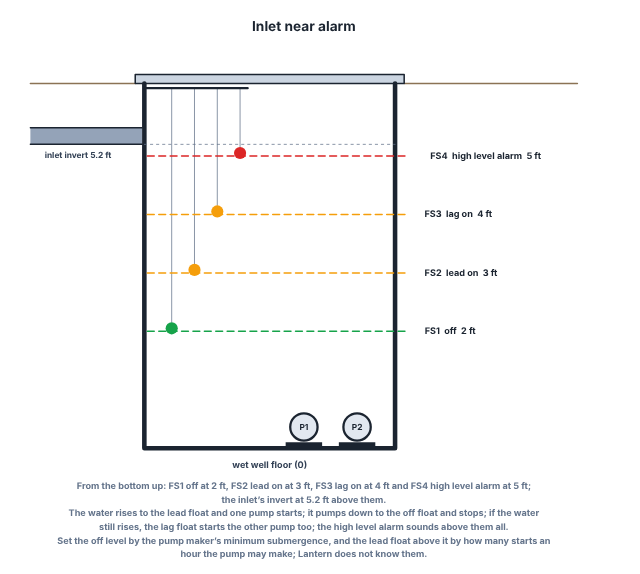 Inlet near alarm
inlet invert 5.2 ft
FS4 high level alarm 5 ft
FS3 lag on 4 ft
FS2 lead on 3 ft
FS1 off 2 ft
P1
P2
wet well floor (0)
From the bottom up: FS1 off at 2 ft, FS2 lead on at 3 ft, FS3 lag on at 4 ft and FS4 high level alarm at 5 ft;
the inlet’s invert at 5.2 ft above them.
The water rises to the lead float and one pump starts; it pumps down to the off float and stops; if the water
still rises, the lag float starts the other pump too; the high level alarm sounds above them all.
Set the off level by the pump maker’s minimum submergence, and the lead float above it by how many starts an
hour the pump may make; Lantern does not know them.